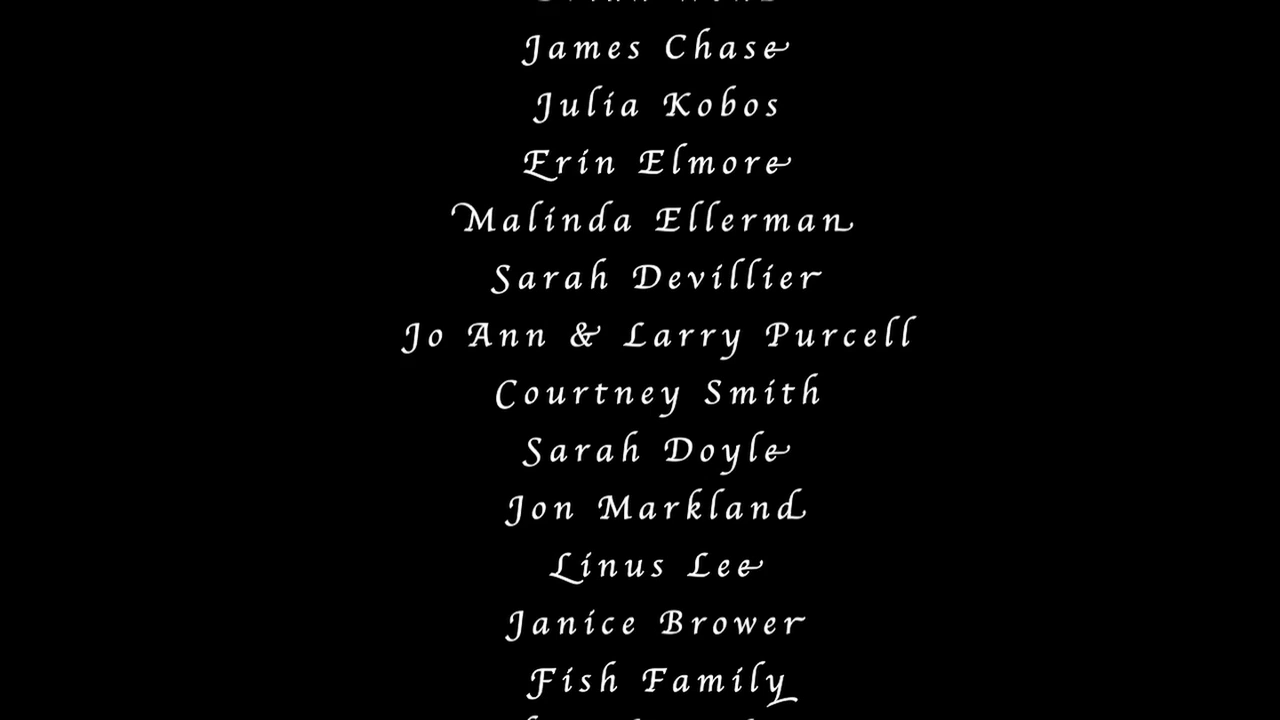 James Chase
Julia Kobos
Erin Elmore
Malinda Ellerman
Sarah Devillier
Jo Ann & Larry Purcell
Courtney Smith
Sarah Doyle
Jon Markland
Linus Lee
Janice Brower
Fish Family